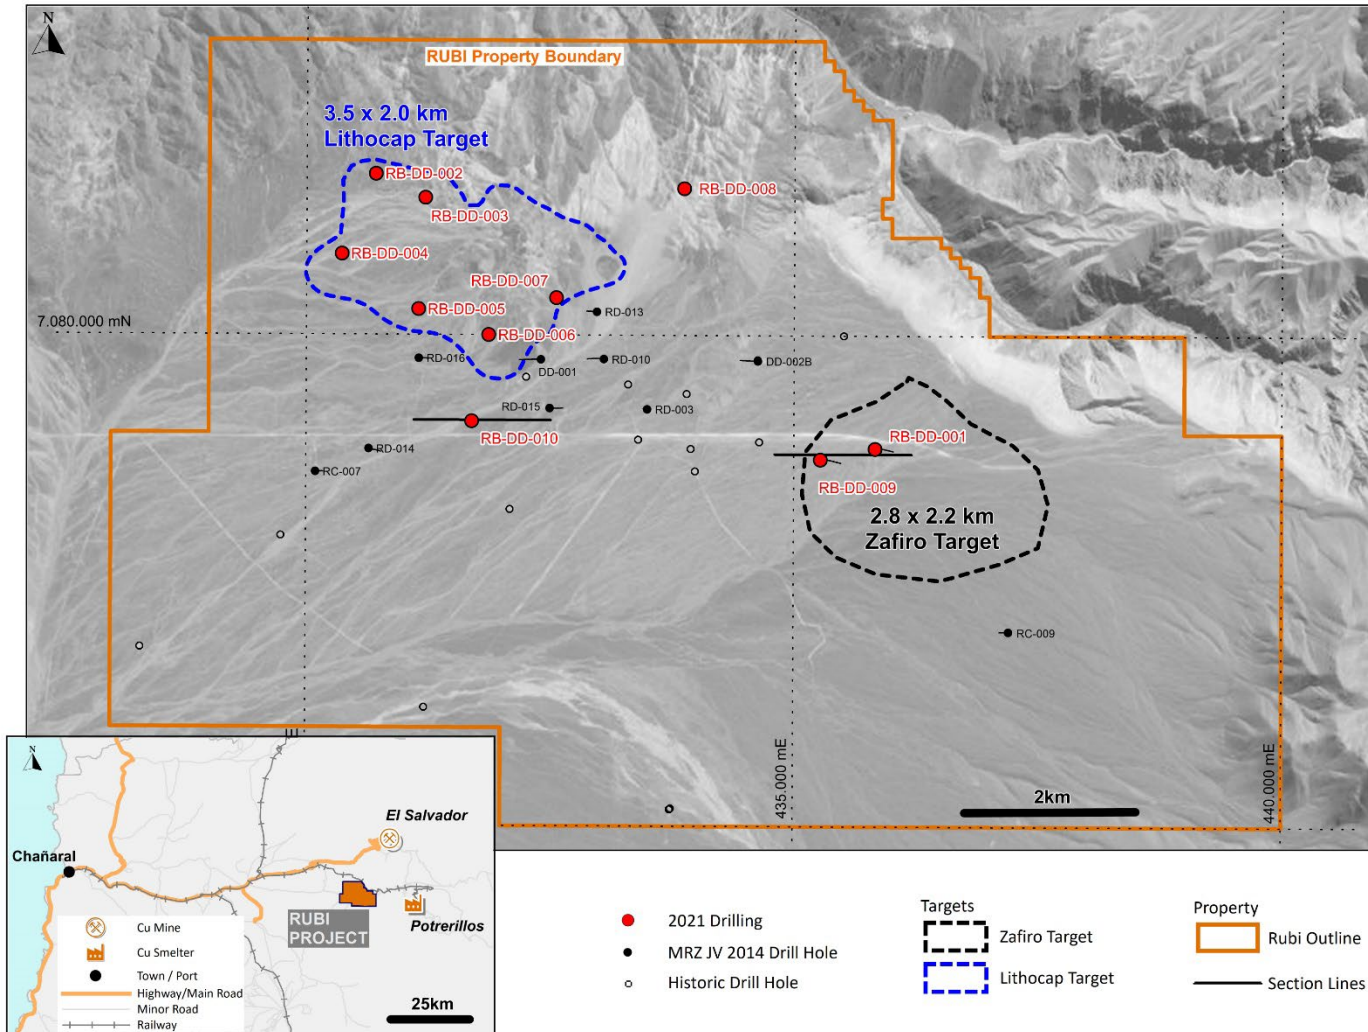 N
RUBI Property Boundary
3.5 x 2.0 km
Lithocap Target
RB-DD-002
RB-DD-003
RB-DD-008
RB-DD-004
RB-DD-007
RB-DD-005
RD-013
7.080.000 mN
RB-DD-006
RD-016
DD-001
RD-010
DD-002B
RD-015
RD-003
RB-DD-010
RD-014
RB-DD-001
RC-007
RB-DD-009
2.8 x 2.2 km
Zafiro Target
RC-009
435.000 mE
440.000 mE
2km
N
El Salvador
Chañaral
RUBI
PROJECT
Potrerillos
Cu Mine
Cu Smelter
Town / Port
Highway/Main Road
Minor Road
Railway
25km
2021 Drilling
MRZ JV 2014 Drill Hole
Historic Drill Hole
Targets
Zafiro Target
Lithocap Target
Property
Rubi Outline
Section Lines